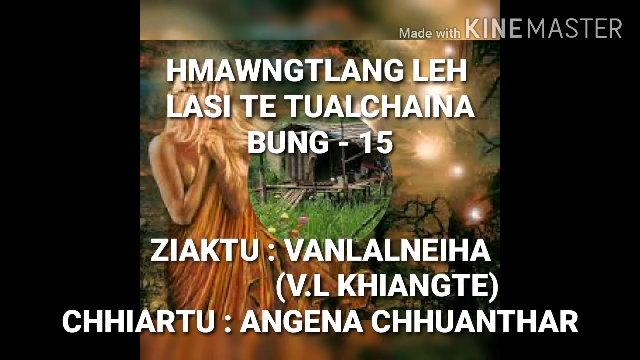 Made with KINEMASTER
HMAWNGTLANG LEH
LASI TE TUALCHAINA
BUNG - 15
ZIAKTU : VANLALNEIHA
(V.L KHIANGTE)
CHHIARTU : ANGENA CHHUANTHAR